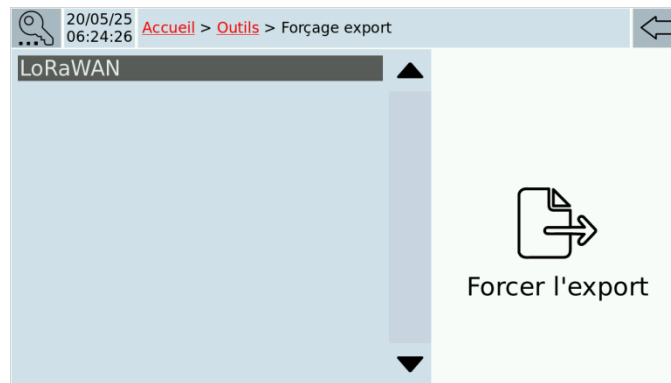 20/05/25
06:24:26
Accueil > Outils > Forçage export
LoRaWAN
Forcer l'export